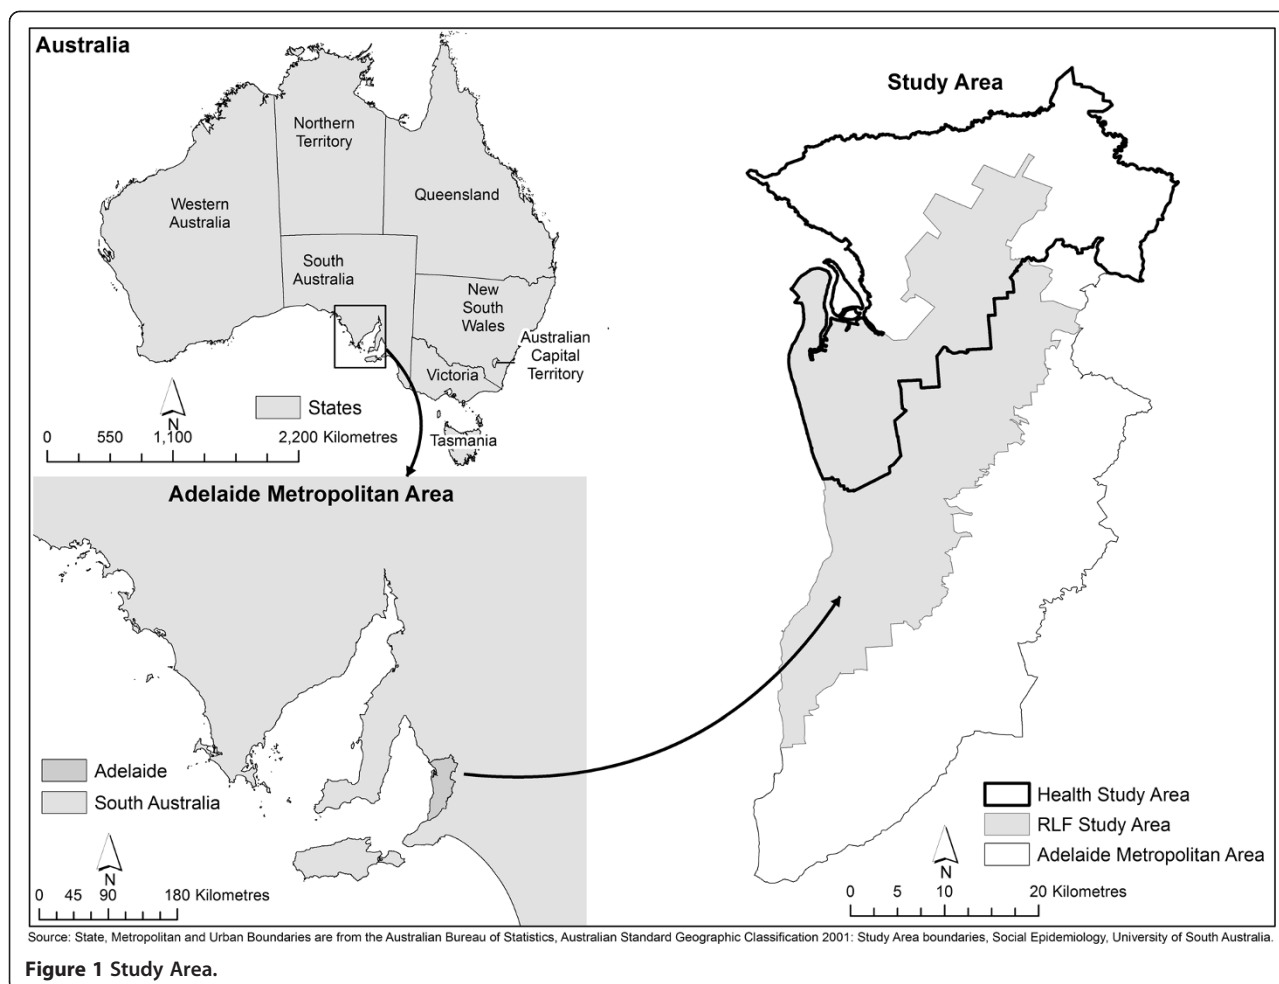 Australia
Northern
Territory
Queensland
Western
Australia
South
Australia
New
South
Wales
Australian
Capital
Territory
Victoria
Tasmania
States
N
0 550 1,100 2,200 Kilometres
Adelaide Metropolitan Area
Adelaide
South Australia
N
0 45 90 180 Kilometres
Study Area
Health Study Area
RLF Study Area
Adelaide Metropolitan Area
N
0 5 10 20 Kilometres
Source: State, Metropolitan and Urban Boundaries are from the Australian Bureau of Statistics, Australian Standard Geographic Classification 2001: Study Area boundaries, Social Epidemiology, University of South Australia.
Figure 1 Study Area.